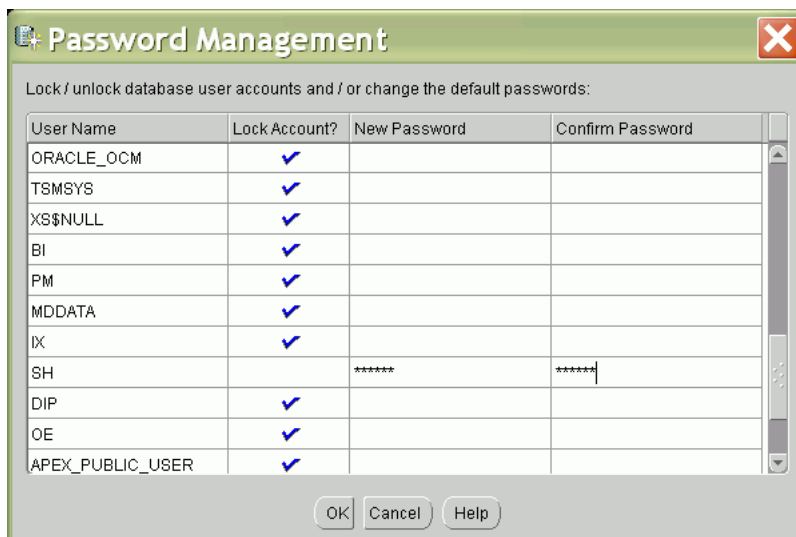 Password Management
Lock / unlock database user accounts and / or change the default passwords:
User Name Lock Account? New Password Confirm Password
ORACLE_OCM
TSMSYS
XS$NULL
BI
PM
MDDATA
IX
SH ****** ******
DIP
OE
APEX_PUBLIC_USER
OK Cancel Help